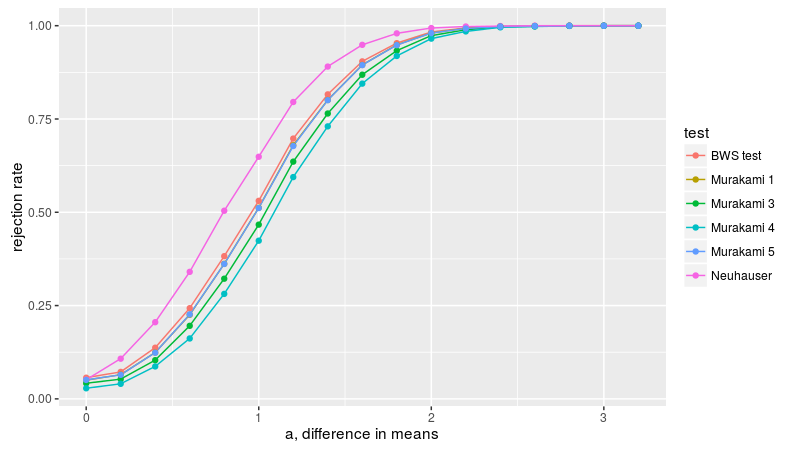 1.00
0.75
0.50
0.25
0.00
rejection rate
0
1
2
3
a, difference in means
test
BWS test
Murakami 1
Murakami 3
Murakami 4
Murakami 5
Neuhauser